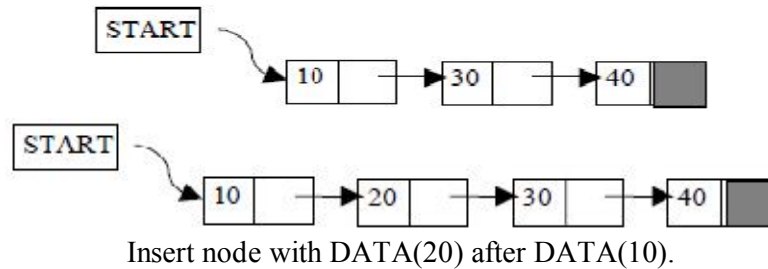 START
10 30 40
START
10 20 30 40
Insert node with DATA(20) after DATA(10).